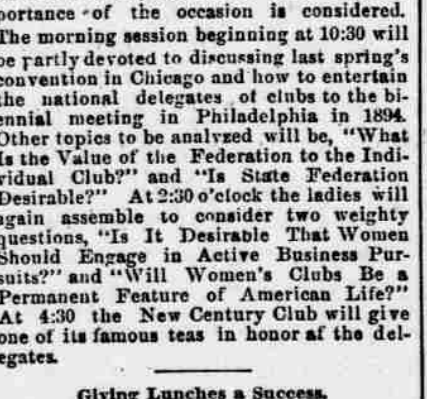 portance of the occasion is considered.
The morning session beginning at 10:30 will
be partly devoted to discussing last spring's
convention in Chicago and how to entertain
the national delegates of clubs to the bi-
ennial meeting in Philadelphia in 1894.
Other topics to be analyzed will be, "What
Is the Value of the Federation to the Indi-
vidual Club?" and "Is State Federation
Desirable?" At 2:30 o'clock the ladies will
again assemble to consider two weighty
questions, "Is It Desirable That Women
Should Engage in Active Business Pur-
suits?" and "Will Women's Clubs Be a
Permanent Feature of American Life?"
At 4:30 the New Century Club will give
one of its famous teas in honor af the del-
egates.
Giving Lunches a Success.